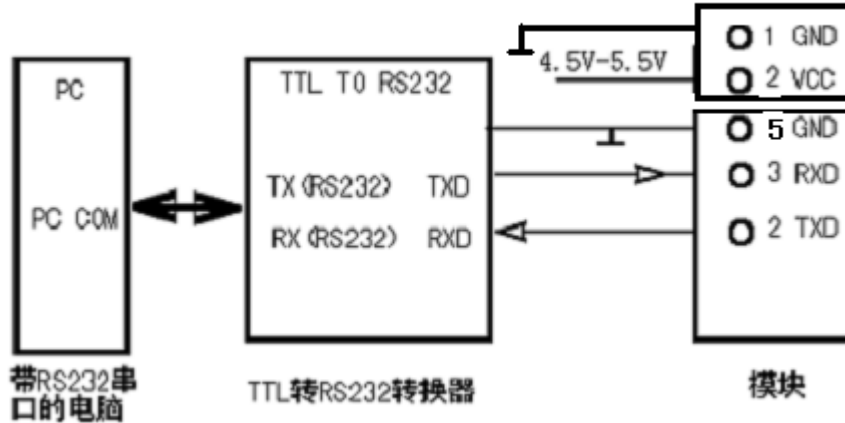 PC
PC COM
带RS232串
口的电脑
TTL TO RS232
TX(RS232) TXD
RX(RS232) RXD
TTL转RS232转换器
4.5V-5.5V
1 GND
2 VCC
5 GND
3 RXD
2 TXD
模块